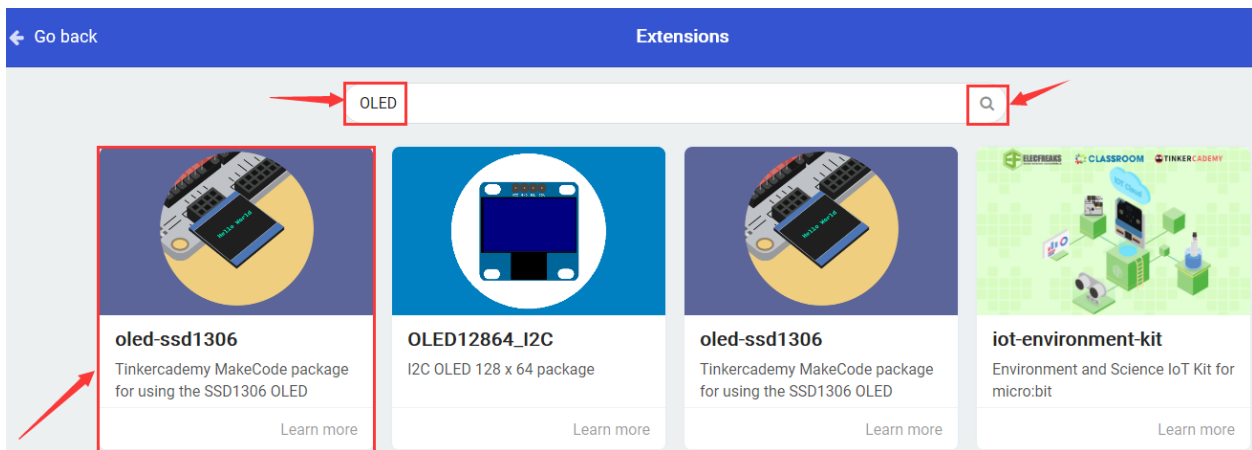 Go back
Extensions
OLED
Hello World
Hello World
ELECFREAKS CLASSROOM TINKERCADEMY
IOT Cloud
oled-ssd1306
Tinkercademy MakeCode package
for using the SSD1306 OLED
Learn more
OLED12864_I2C
I2C OLED 128 x 64 package
Learn more
oled-ssd1306
Tinkercademy MakeCode package
for using the SSD1306 OLED
Learn more
iot-environment-kit
Environment and Science IoT Kit for
micro:bit
Learn more